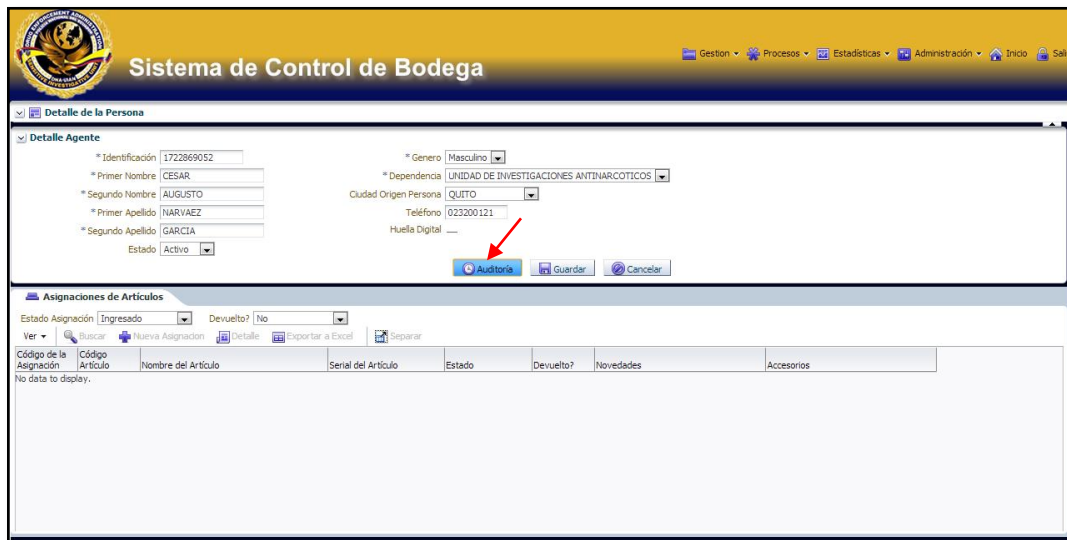 Sistema de Control de Bodega
Gestion Procesos Estadísticas Administración Inicio Sali
Detalle de la Persona
Detalle Agente
* Identificación 1722869052
* Primer Nombre CESAR
* Segundo Nombre AUGUSTO
* Primer Apellido NARVAEZ
* Segundo Apellido GARCIA
Estado Activo
* Genero Masculino
* Dependencia UNIDAD DE INVESTIGACIONES ANTINARCOTICOS
Ciudad Origen Persona QUITO
Teléfono 023200121
Huella Digital
Auditoría Guardar Cancelar
Asignaciones de Artículos
Estado Asignación Ingresado Devuelto? No
Ver Buscar Nueva Asignacion Detalle Exportar a Excel Separar
Código de la Asignación Código Artículo Nombre del Artículo Serial del Artículo Estado Devuelto? Novedades Accesorios
No data to display.